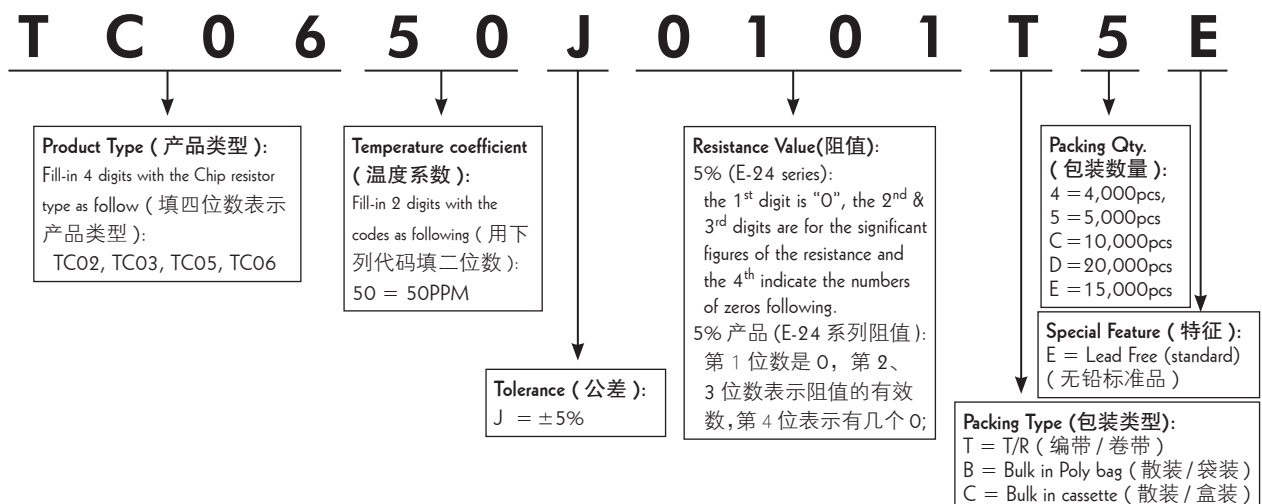 T C 0 6 5 0 J 0 1 0 1 T 5 E
Product Type ( 产品类型 ):
Fill-in 4 digits with the Chip resistor
type as follow ( 填四位数表示
产品类型 ):
TC02, TC03, TC05, TC06
Temperature coefficient
( 温度系数 ):
Fill-in 2 digits with the
codes as following ( 用下
列代码填二位数 ):
50 = 50PPM
Tolerance ( 公差 ):
J = ±5%
Resistance Value(阻值):
5% (E-24 series):
the 1st digit is “0”, the 2nd &
3rd digits are for the significant
figures of the resistance and
the 4th indicate the numbers
of zeros following.
5% 产品 (E-24 系列阻值 ):
第 1 位数是 0，第 2、
3 位数表示阻值的有效
数,第 4 位表示有几个 0;
Packing Qty.
( 包装数量 ):
4 =4,000pcs,
5 =5,000pcs
C =10,000pcs
D =20,000pcs
E =15,000pcs
Special Feature ( 特征 ):
E = Lead Free (standard)
( 无铅标准品 )
Packing Type (包装类型):
T = T/R ( 编带 / 卷带 )
B = Bulk in Poly bag ( 散装 / 袋装 )
C = Bulk in cassette ( 散装 / 盒装 )